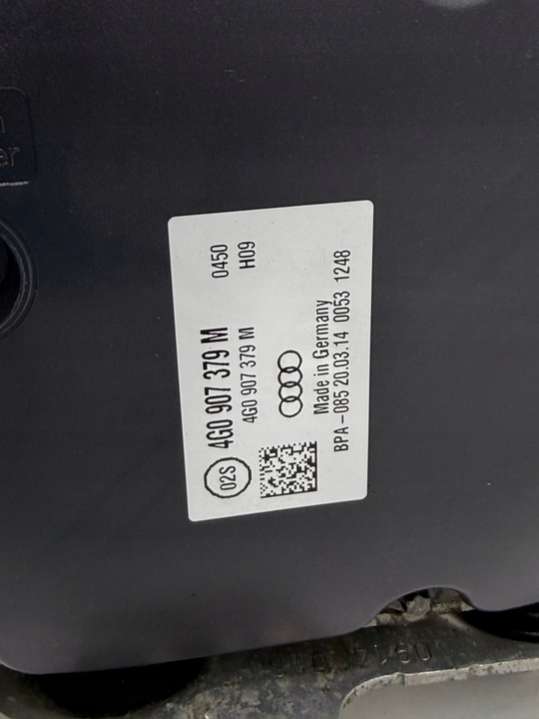 4G0 907 379 M 0450
4G0 907 379 M H09
02S
Made in Germany
BPA-085 20.03.14 0053 1248